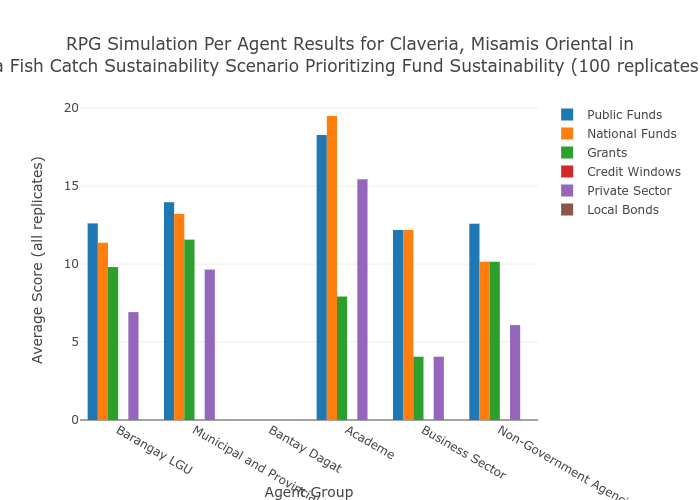 RPG Simulation Per Agent Results for Claveria, Misamis Oriental in
a Fish Catch Sustainability Scenario Prioritizing Fund Sustainability (100 replicates
20
15
10
5
0
Average Score (all replicates)
Public Funds
National Funds
Grants
Credit Windows
Private Sector
Local Bonds
Barangay LGU
Municipal and Provincial
Bantay Dagat
Academe
Business Sector
Non-Government Agenci
Agent Group